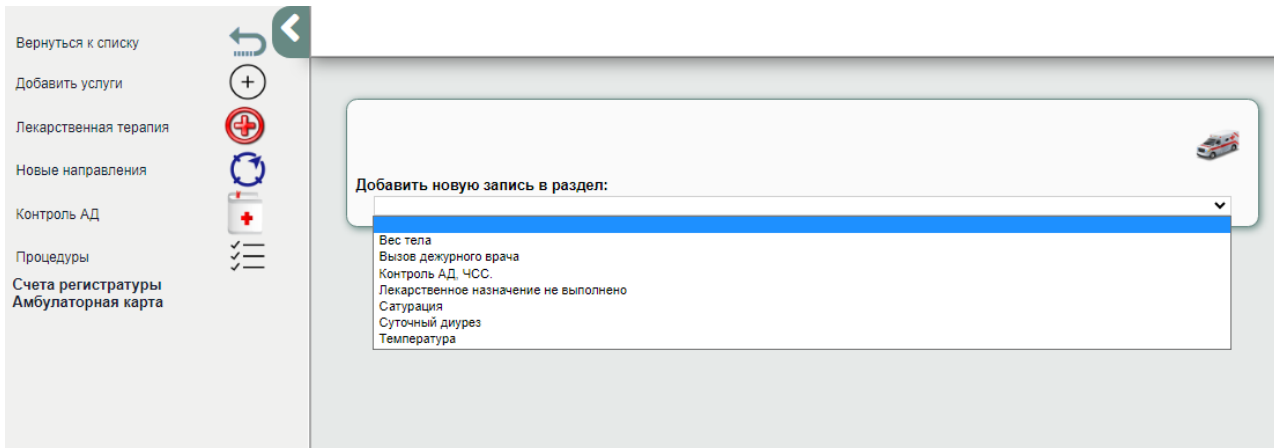 Вернуться к списку
Добавить услуги
Лекарственная терапия
Новые направления
Контроль АД
Процедуры
Счета регистратуры
Амбулаторная карта
Добавить новую запись в раздел:
Вес тела
Вызов дежурного врача
Контроль АД, ЧСС.
Лекарственное назначение не выполнено
Сатурация
Суточный диурез
Температура